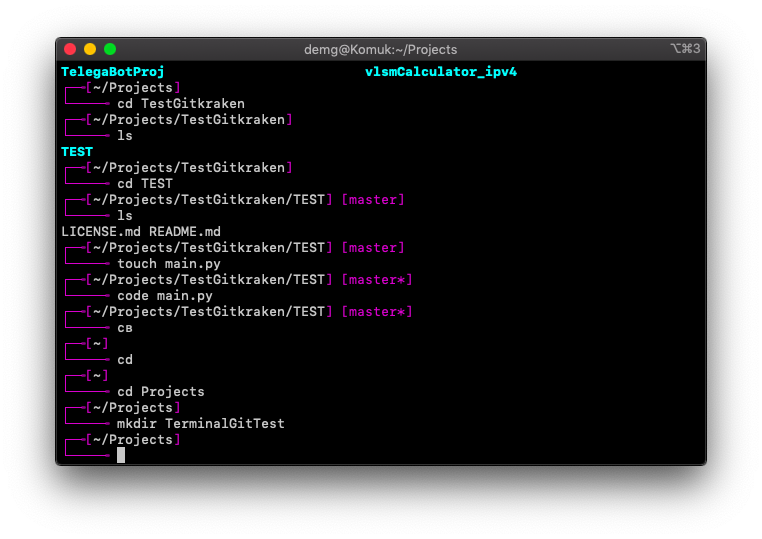 demg@Komuk:~/Projects ⌥⌘3
TelegaBotProj vlsmCalculator_ipv4
[~/Projects]
cd TestGitkraken
[~/Projects/TestGitkraken]
ls
TEST
[~/Projects/TestGitkraken]
cd TEST
[~/Projects/TestGitkraken/TEST] [master]
ls
LICENSE.md README.md
[~/Projects/TestGitkraken/TEST] [master]
touch main.py
[~/Projects/TestGitkraken/TEST] [master*]
code main.py
[~/Projects/TestGitkraken/TEST] [master*]
св
[~]
cd
[~]
cd Projects
[~/Projects]
mkdir TerminalGitTest
[~/Projects]